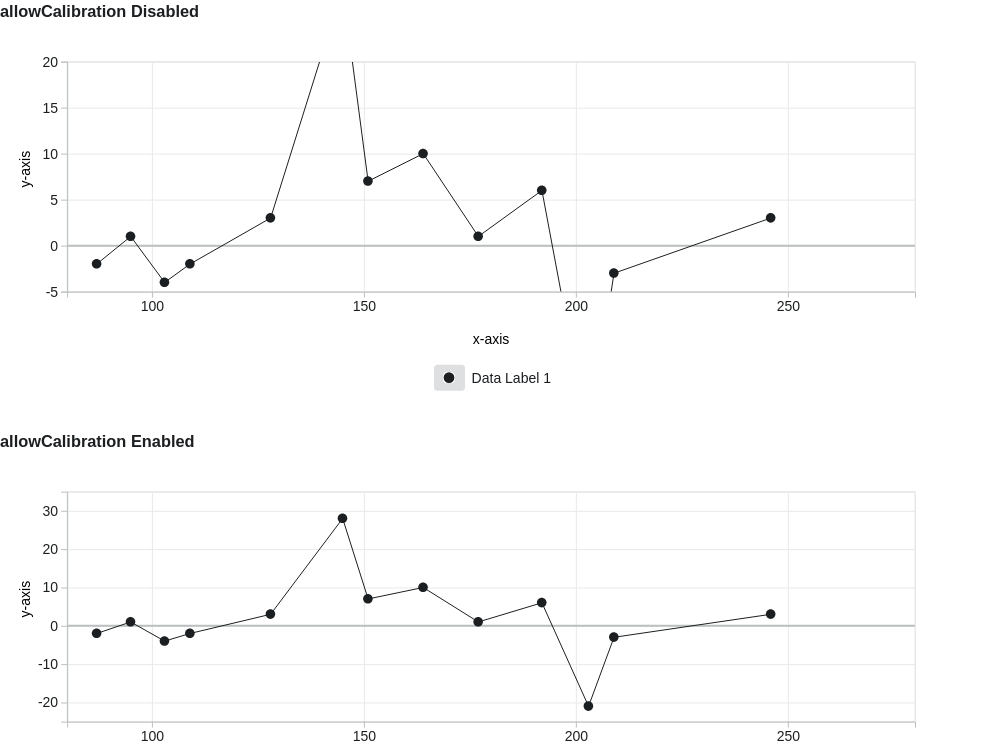 allowCalibration Disabled
20
15
10
5
0
-5
y-axis
100 150 200 250
x-axis
Data Label 1
allowCalibration Enabled
30
20
10
0
-10
-20
y-axis
100 150 200 250